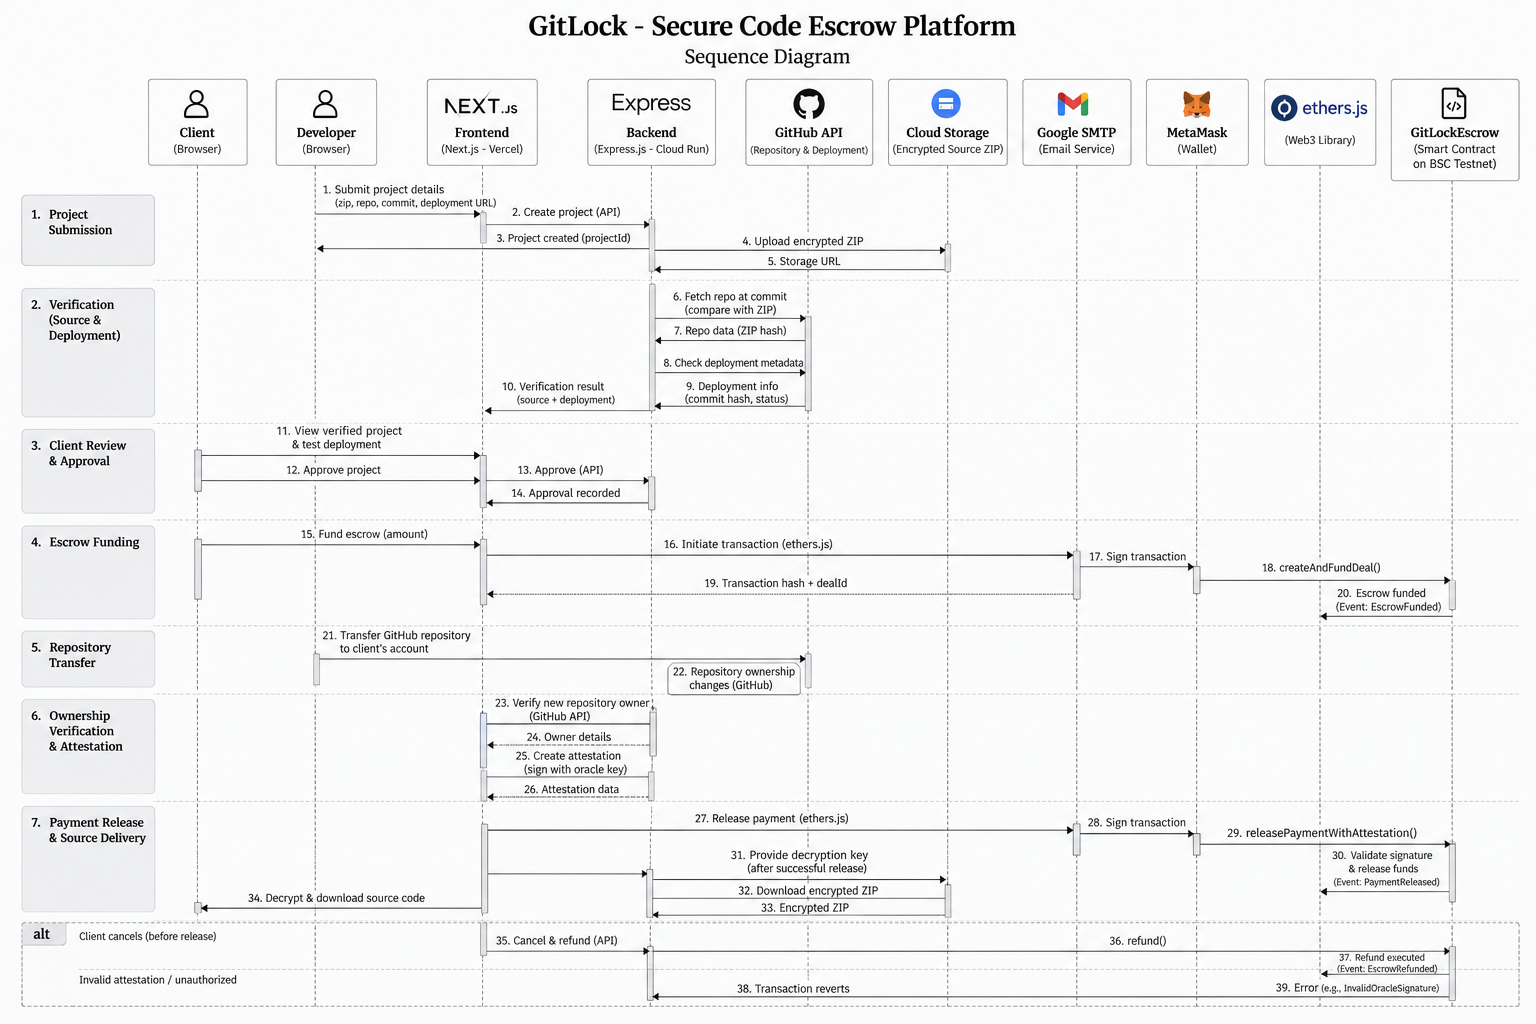 GitLock - Secure Code Escrow Platform
Sequence Diagram
Client
(Browser)
Developer
(Browser)
NEXT.JS
Frontend
(Next.js - Vercel)
Express
Backend
(Express.js - Cloud Run)
GitHub API
(Repository & Deployment)
Cloud Storage
(Encrypted Source ZIP)
Google SMTP
(Email Service)
MetaMask
(Wallet)
ethers.js
(Web3 Library)
GitLockEscrow
(Smart Contract
on BSC Testnet)
1. Project
Submission
1. Submit project details
(zip, repo, commit, deployment URL)
2. Create project (API)
3. Project created (projectId)
4. Upload encrypted ZIP
5. Storage URL
2. Verification
(Source &
Deployment)
6. Fetch repo at commit
(compare with ZIP)
7. Repo data (ZIP hash)
8. Check deployment metadata
9. Deployment info
(commit hash, status)
10. Verification result
(source + deployment)
3. Client Review
& Approval
11. View verified project
& test deployment
12. Approve project
13. Approve (API)
14. Approval recorded
4. Escrow Funding
15. Fund escrow (amount)
16. Initiate transaction (ethers.js)
17. Sign transaction
18. createAndFundDeal()
19. Transaction hash + dealId
20. Escrow funded
(Event: EscrowFunded)
5. Repository
Transfer
21. Transfer GitHub repository
to client's account
22. Repository ownership
changes (GitHub)
6. Ownership
Verification
& Attestation
23. Verify new repository owner
(GitHub API)
24. Owner details
25. Create attestation
(sign with oracle key)
26. Attestation data
7. Payment Release
& Source Delivery
27. Release payment (ethers.js)
28. Sign transaction
29. releasePaymentWithAttestation()
30. Validate signature
& release funds
(Event: PaymentReleased)
31. Provide decryption key
(after successful release)
32. Download encrypted ZIP
33. Encrypted ZIP
34. Decrypt & download source code
alt
Client cancels (before release)
35. Cancel & refund (API)
36. refund()
37. Refund executed
(Event: EscrowRefunded)
Invalid attestation / unauthorized
38. Transaction reverts
39. Error (e.g., InvalidOracleSignature)